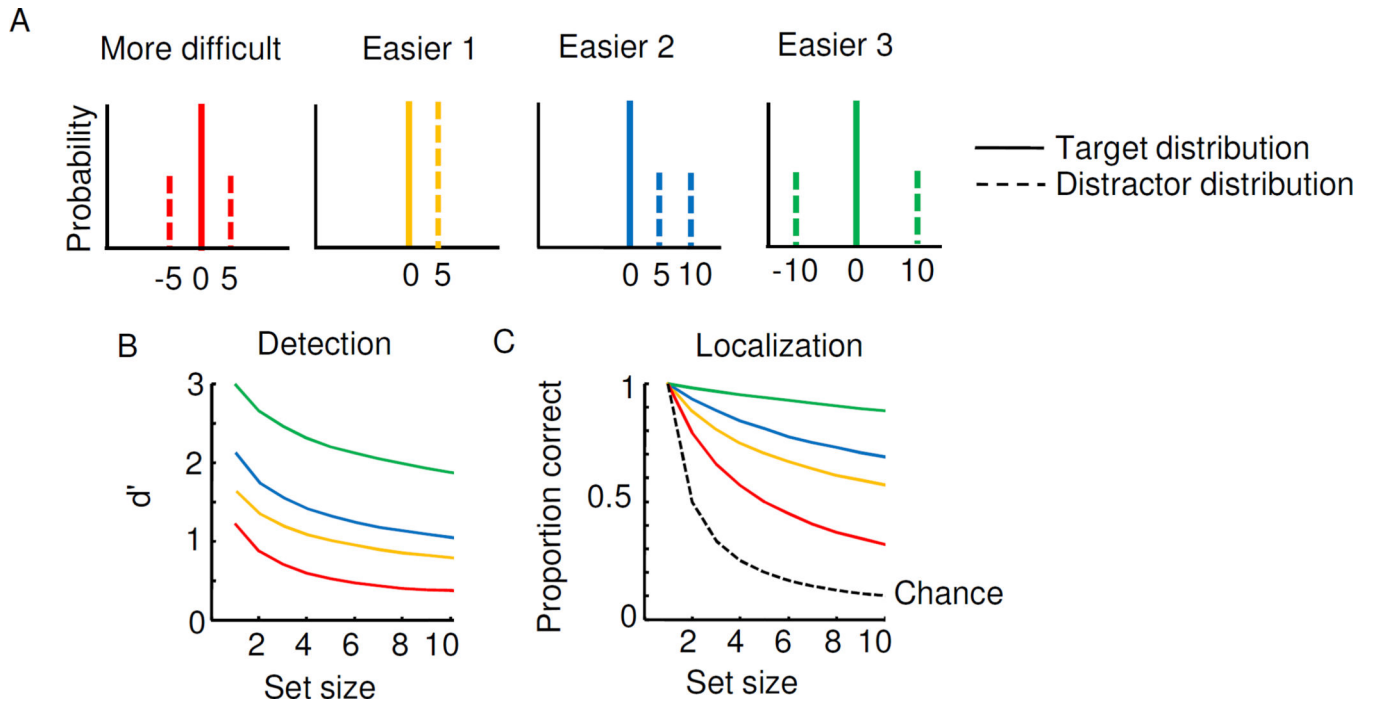 A
More difficult
Easier 1
Easier 2
Easier 3
Probability
-5 0 5
0 5
0 5 10
-10 0 10
Target distribution
Distractor distribution
B
Detection
d'
3
2
1
0
2 4 6 8 10
Set size
C
Localization
Proportion correct
1
0.5
0
Chance
2 4 6 8 10
Set size